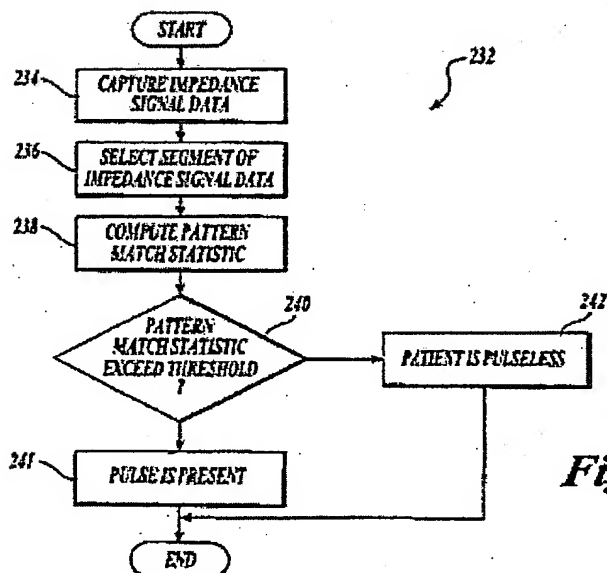 START
232
234
CAPTURE IMPEDANCE
SIGNAL DATA
236
SELECT SEGMENT OF
IMPEDANCE SIGNAL DATA
238
COMPUTE PATTERN
MATCH STATISTIC
240
PATTERN
MATCH STATISTIC
EXCEED THRESHOLD
?
242
PATIENT IS PULSELESS
241
PULSE IS PRESENT
END